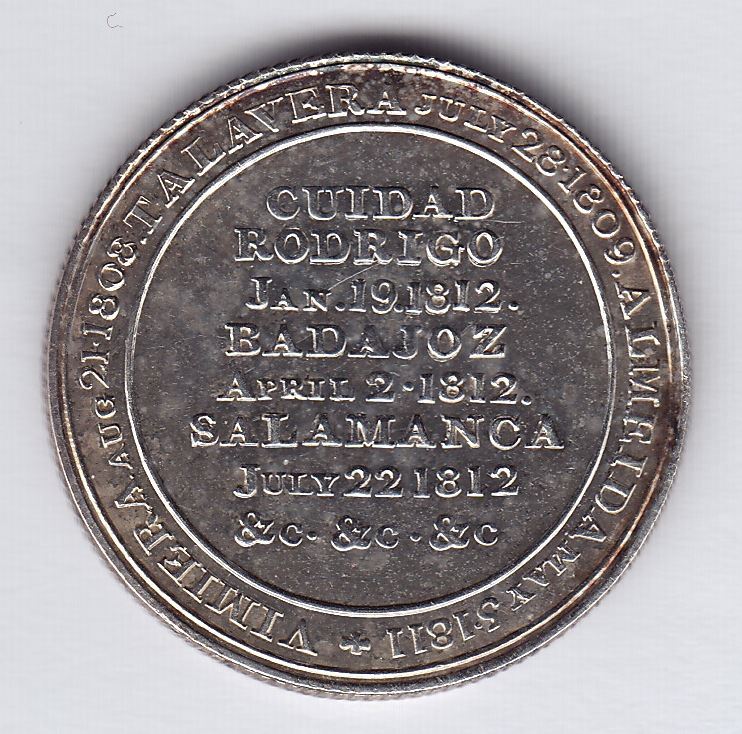 VIMIERA AUG 21·1808. TALAVERA JULY 28·1809. ALMEIDA MAY 5·1811
CUIDAD
RODRIGO
JAN. 19. 1812.
BADAJOZ
APRIL 2·1812.
SALAMANCA
JULY 22 1812
&C· &C· &C